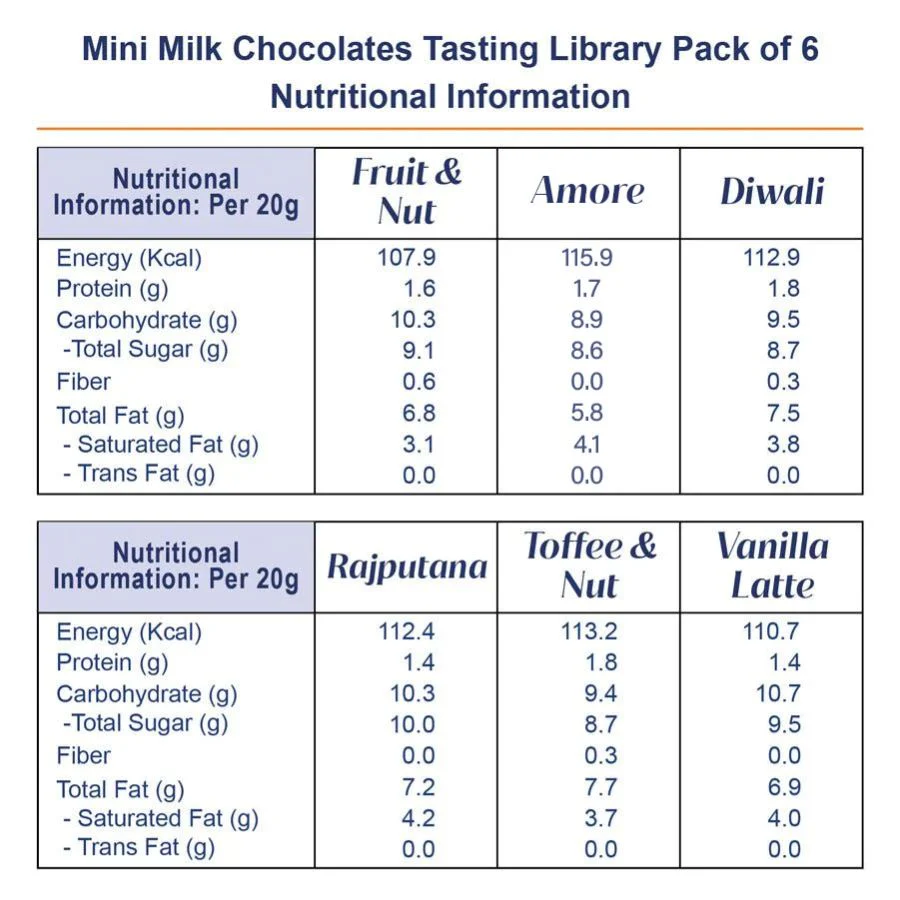 Mini Milk Chocolates Tasting Library Pack of 6
Nutritional Information
Nutritional Information: Per 20g | Fruit & Nut | Amore | Diwali
Energy (Kcal) 107.9 115.9 112.9
Protein (g) 1.6 1.7 1.8
Carbohydrate (g) 10.3 8.9 9.5
-Total Sugar (g) 9.1 8.6 8.7
Fiber 0.6 0.0 0.3
Total Fat (g) 6.8 5.8 7.5
- Saturated Fat (g) 3.1 4.1 3.8
- Trans Fat (g) 0.0 0.0 0.0
Nutritional Information: Per 20g | Rajputana | Toffee & Nut | Vanilla Latte
Energy (Kcal) 112.4 113.2 110.7
Protein (g) 1.4 1.8 1.4
Carbohydrate (g) 10.3 9.4 10.7
-Total Sugar (g) 10.0 8.7 9.5
Fiber 0.0 0.3 0.0
Total Fat (g) 7.2 7.7 6.9
- Saturated Fat (g) 4.2 3.7 4.0
- Trans Fat (g) 0.0 0.0 0.0